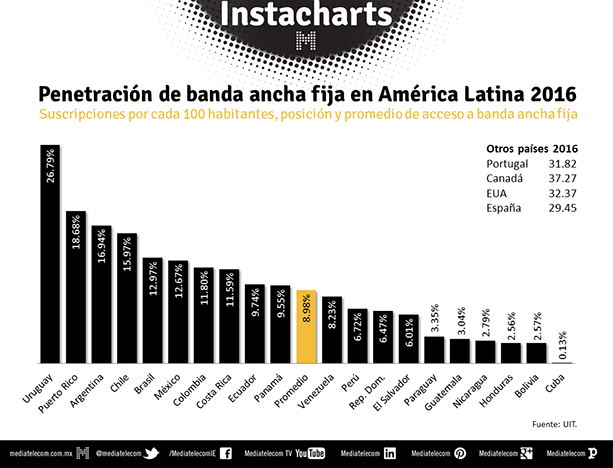 Instacharts
Penetración de banda ancha fija en América Latina 2016
Suscripciones por cada 100 habitantes, posición y promedio de acceso a banda ancha fija
Otros países 2016
Portugal 31.82
Canadá 37.27
EUA 32.37
España 29.45
26.79%
18.68%
16.94%
15.97%
12.97%
12.67%
11.80%
11.59%
9.74%
9.55%
8.98%
8.23%
6.72%
6.47%
6.01%
3.35%
3.04%
2.79%
2.56%
2.57%
0.13%
Uruguay
Puerto Rico
Argentina
Chile
Brasil
México
Colombia
Costa Rica
Ecuador
Panamá
Promedio
Venezuela
Perú
Rep. Dom.
El Salvador
Paraguay
Guatemala
Nicaragua
Honduras
Bolivia
Cuba
Fuente: UIT.
mediatelecom.com.mx @mediatelecom /MediatelecomIE Mediatelecom TV YouTube Mediatelecom Mediatelecom Mediatelecom Mediatelecom